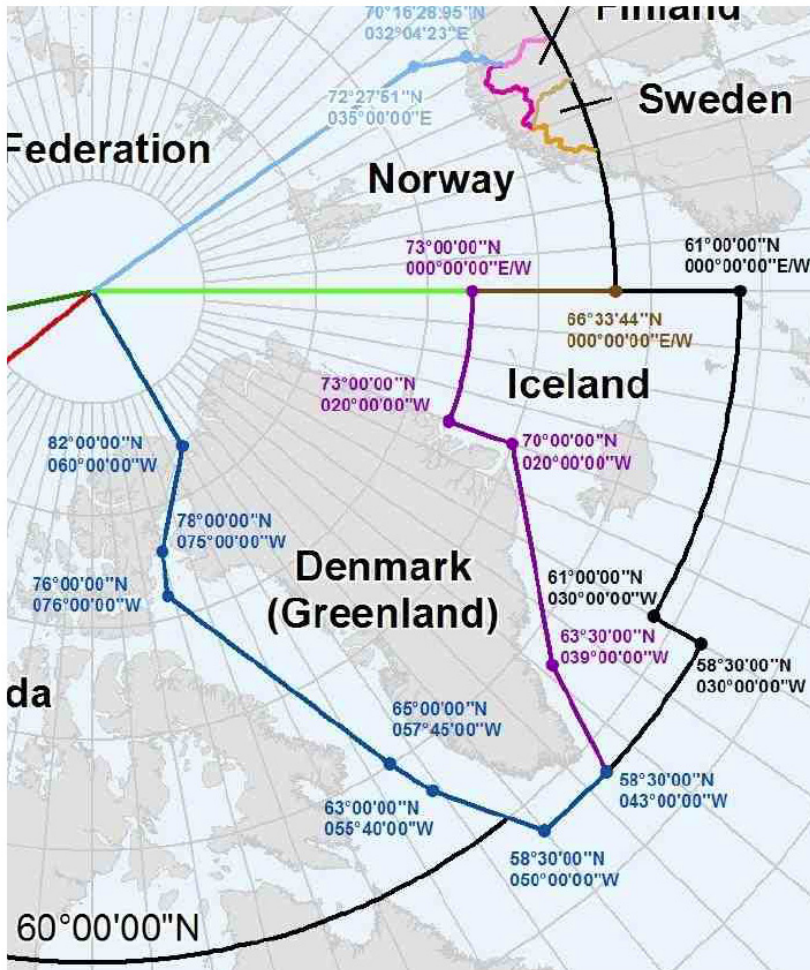 Finland
70°16'28.95"N
032°04'23"E
72°27'51"N
035°00'00"E
Sweden
Federation
Norway
73°00'00"N
000°00'00"E/W
61°00'00"N
000°00'00"E/W
66°33'44"N
000°00'00"E/W
73°00'00"N
020°00'00"W
Iceland
70°00'00"N
020°00'00"W
82°00'00"N
060°00'00"W
78°00'00"N
075°00'00"W
76°00'00"N
076°00'00"W
Denmark
(Greenland)
61°00'00"N
030°00'00"W
63°30'00"N
039°00'00"W
58°30'00"N
030°00'00"W
da
65°00'00"N
057°45'00"W
63°00'00"N
055°40'00"W
58°30'00"N
043°00'00"W
58°30'00"N
050°00'00"W
60°00'00"N